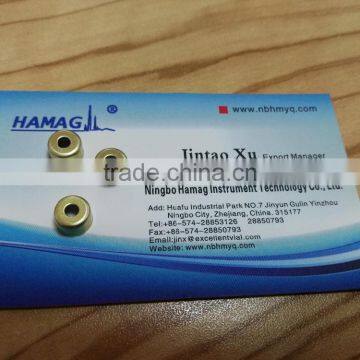 HAMAG ®
www.nbhmyq.com
Jintao Xu Export Manager
trade.china.cn
Ningbo Hamag Instrument Technology Co., Ltd.
Add: Huafu Industrial Park NO.7 Jinyun Gulin Yinzhou
Ningbo City, Zhejiang, China. 315177
Tel:+86-574-28853126 28850793
Fax:+86-574-28850793
Email:jinx@excellentvial.com
Website: www.nbhmyq.com